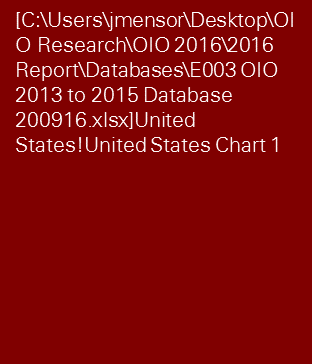 [C:\Users\jmensor\Desktop\OI
O Research\OIO 2016\2016
Report\Databases\E003 OIO
2013 to 2015 Database
200916.xlsx]United
States!United States Chart 1